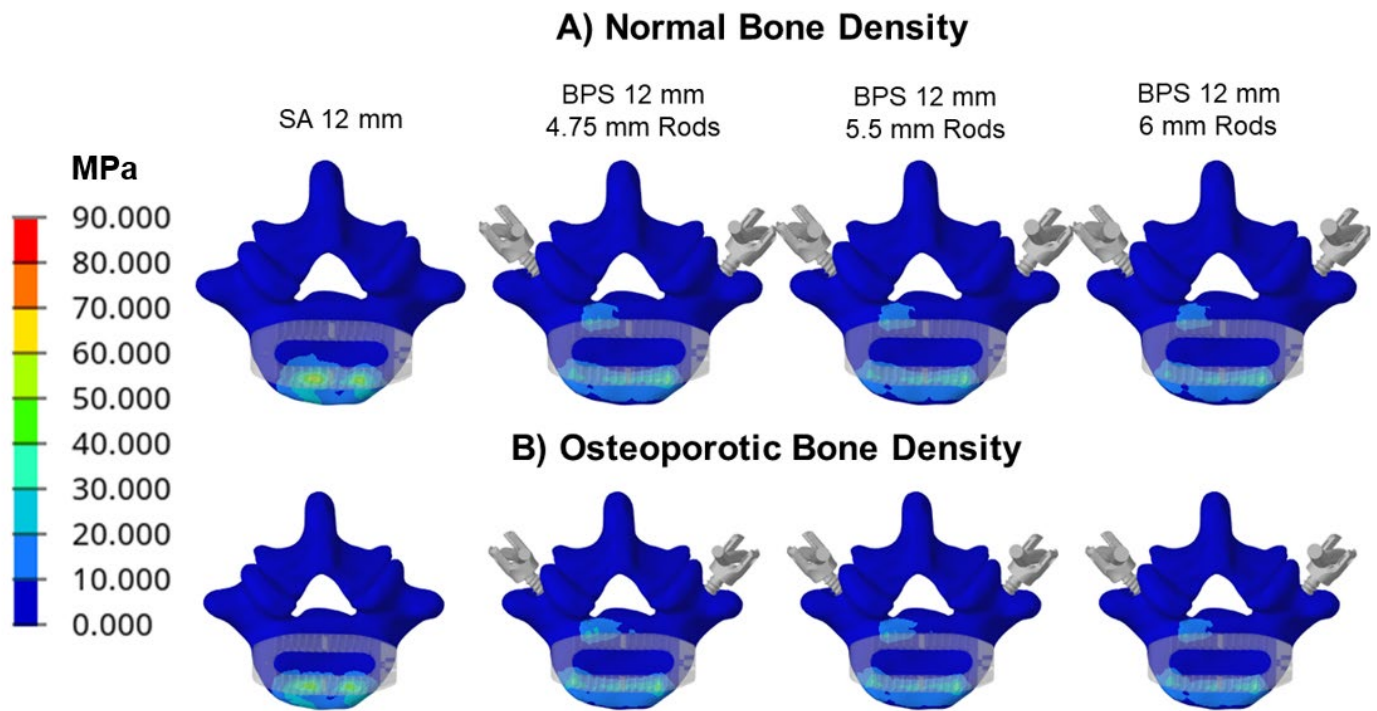 A) Normal Bone Density
SA 12 mm
BPS 12 mm
4.75 mm Rods
BPS 12 mm
5.5 mm Rods
BPS 12 mm
6 mm Rods
MPa
90.000
80.000
70.000
60.000
50.000
40.000
30.000
20.000
10.000
0.000
B) Osteoporotic Bone Density